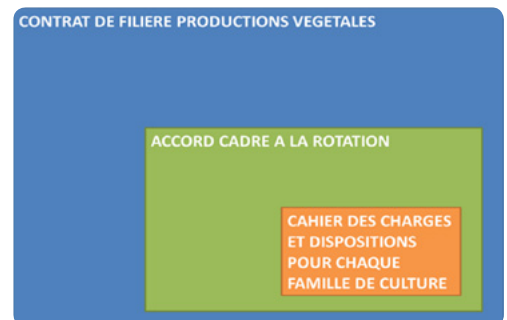 CONTRAT DE FILIERE PRODUCTIONS VEGETALES
ACCORD CADRE A LA ROTATION
CAHIER DES CHARGES
ET DISPOSITIONS
POUR CHAQUE
FAMILLE DE CULTURE